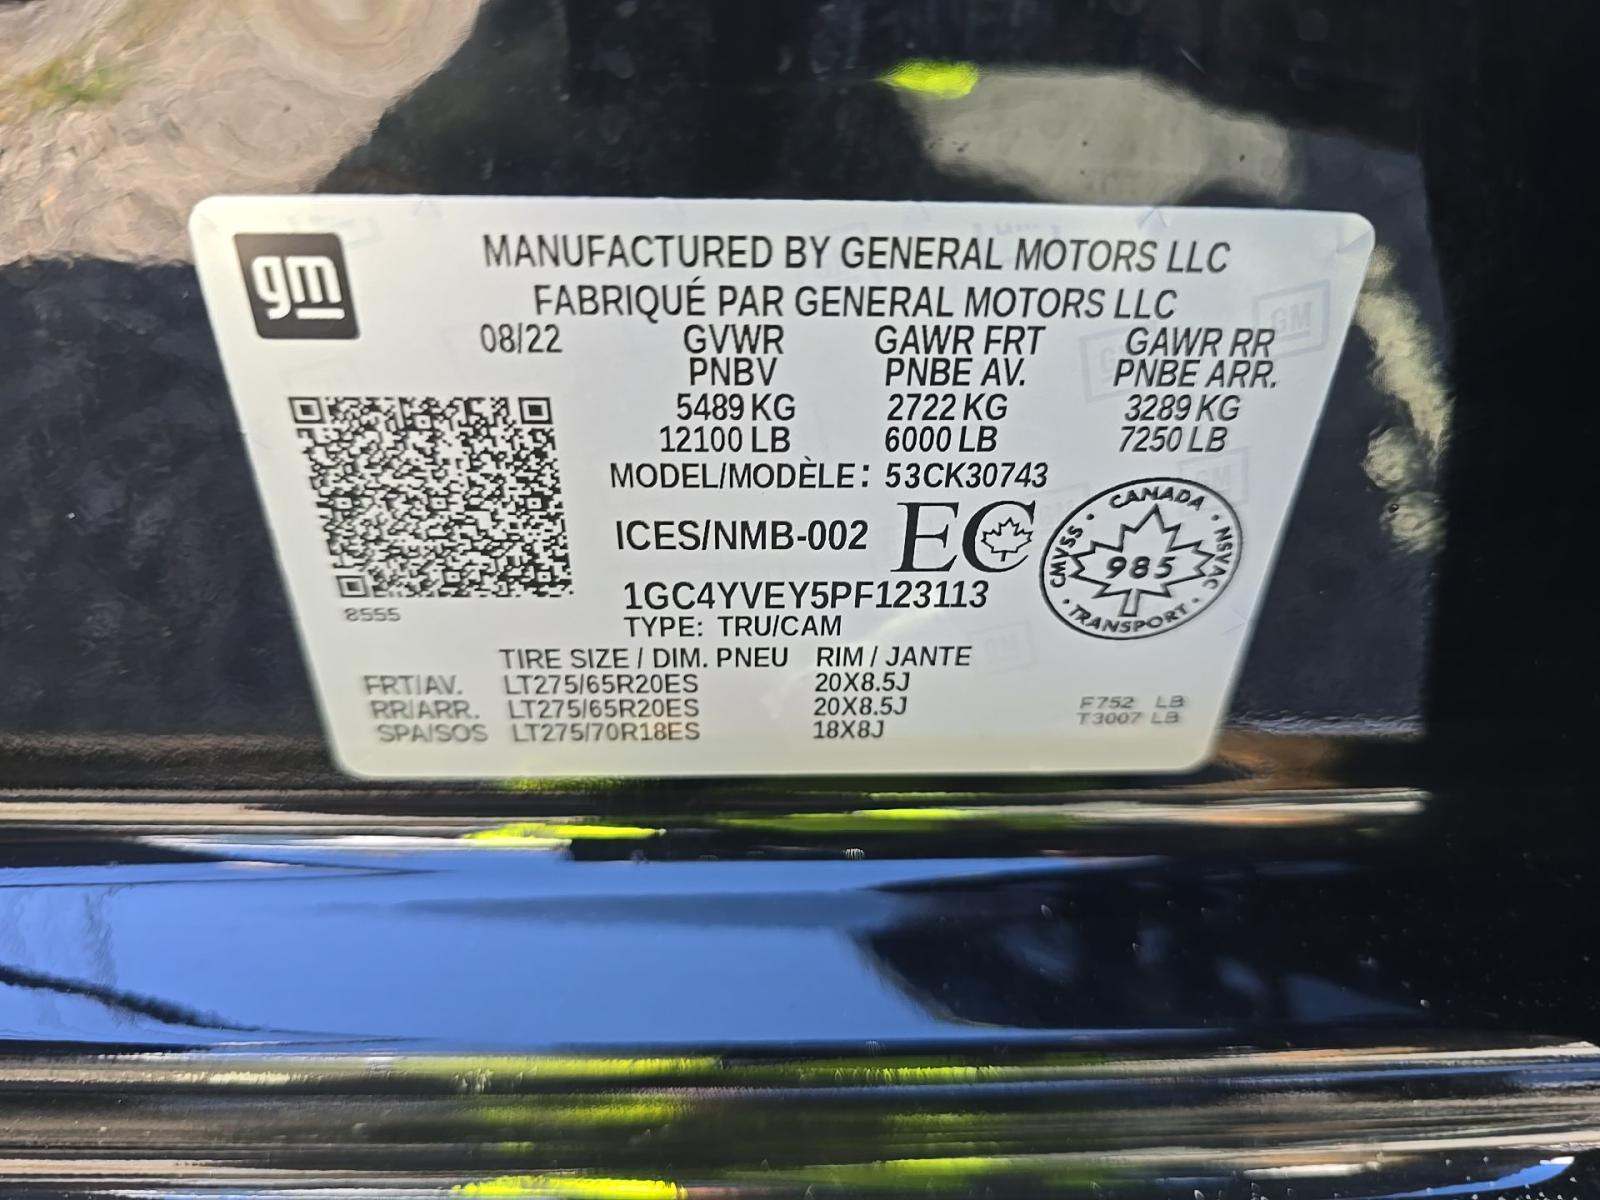 gm
MANUFACTURED BY GENERAL MOTORS LLC
FABRIQUÉ PAR GENERAL MOTORS LLC
08/22 GVWR GAWR FRT GAWR RR
PNBV PNBE AV. PNBE ARR.
5489 KG 2722 KG 3289 KG
12100 LB 6000 LB 7250 LB
MODEL/MODÈLE: 53CK30743
ICES/NMB-002 EC
CANADA · NSVAC · TRANSPORT · CMVSS ·
985
1GC4YVEY5PF123113
8555
TYPE: TRU/CAM
TIRE SIZE / DIM. PNEU RIM / JANTE
FRT/AV. LT275/65R20ES 20X8.5J
RR/ARR. LT275/65R20ES 20X8.5J F752 LB
SPA/SOS LT275/70R18ES 18X8J T3007 LB
GM
GM
GM
GM